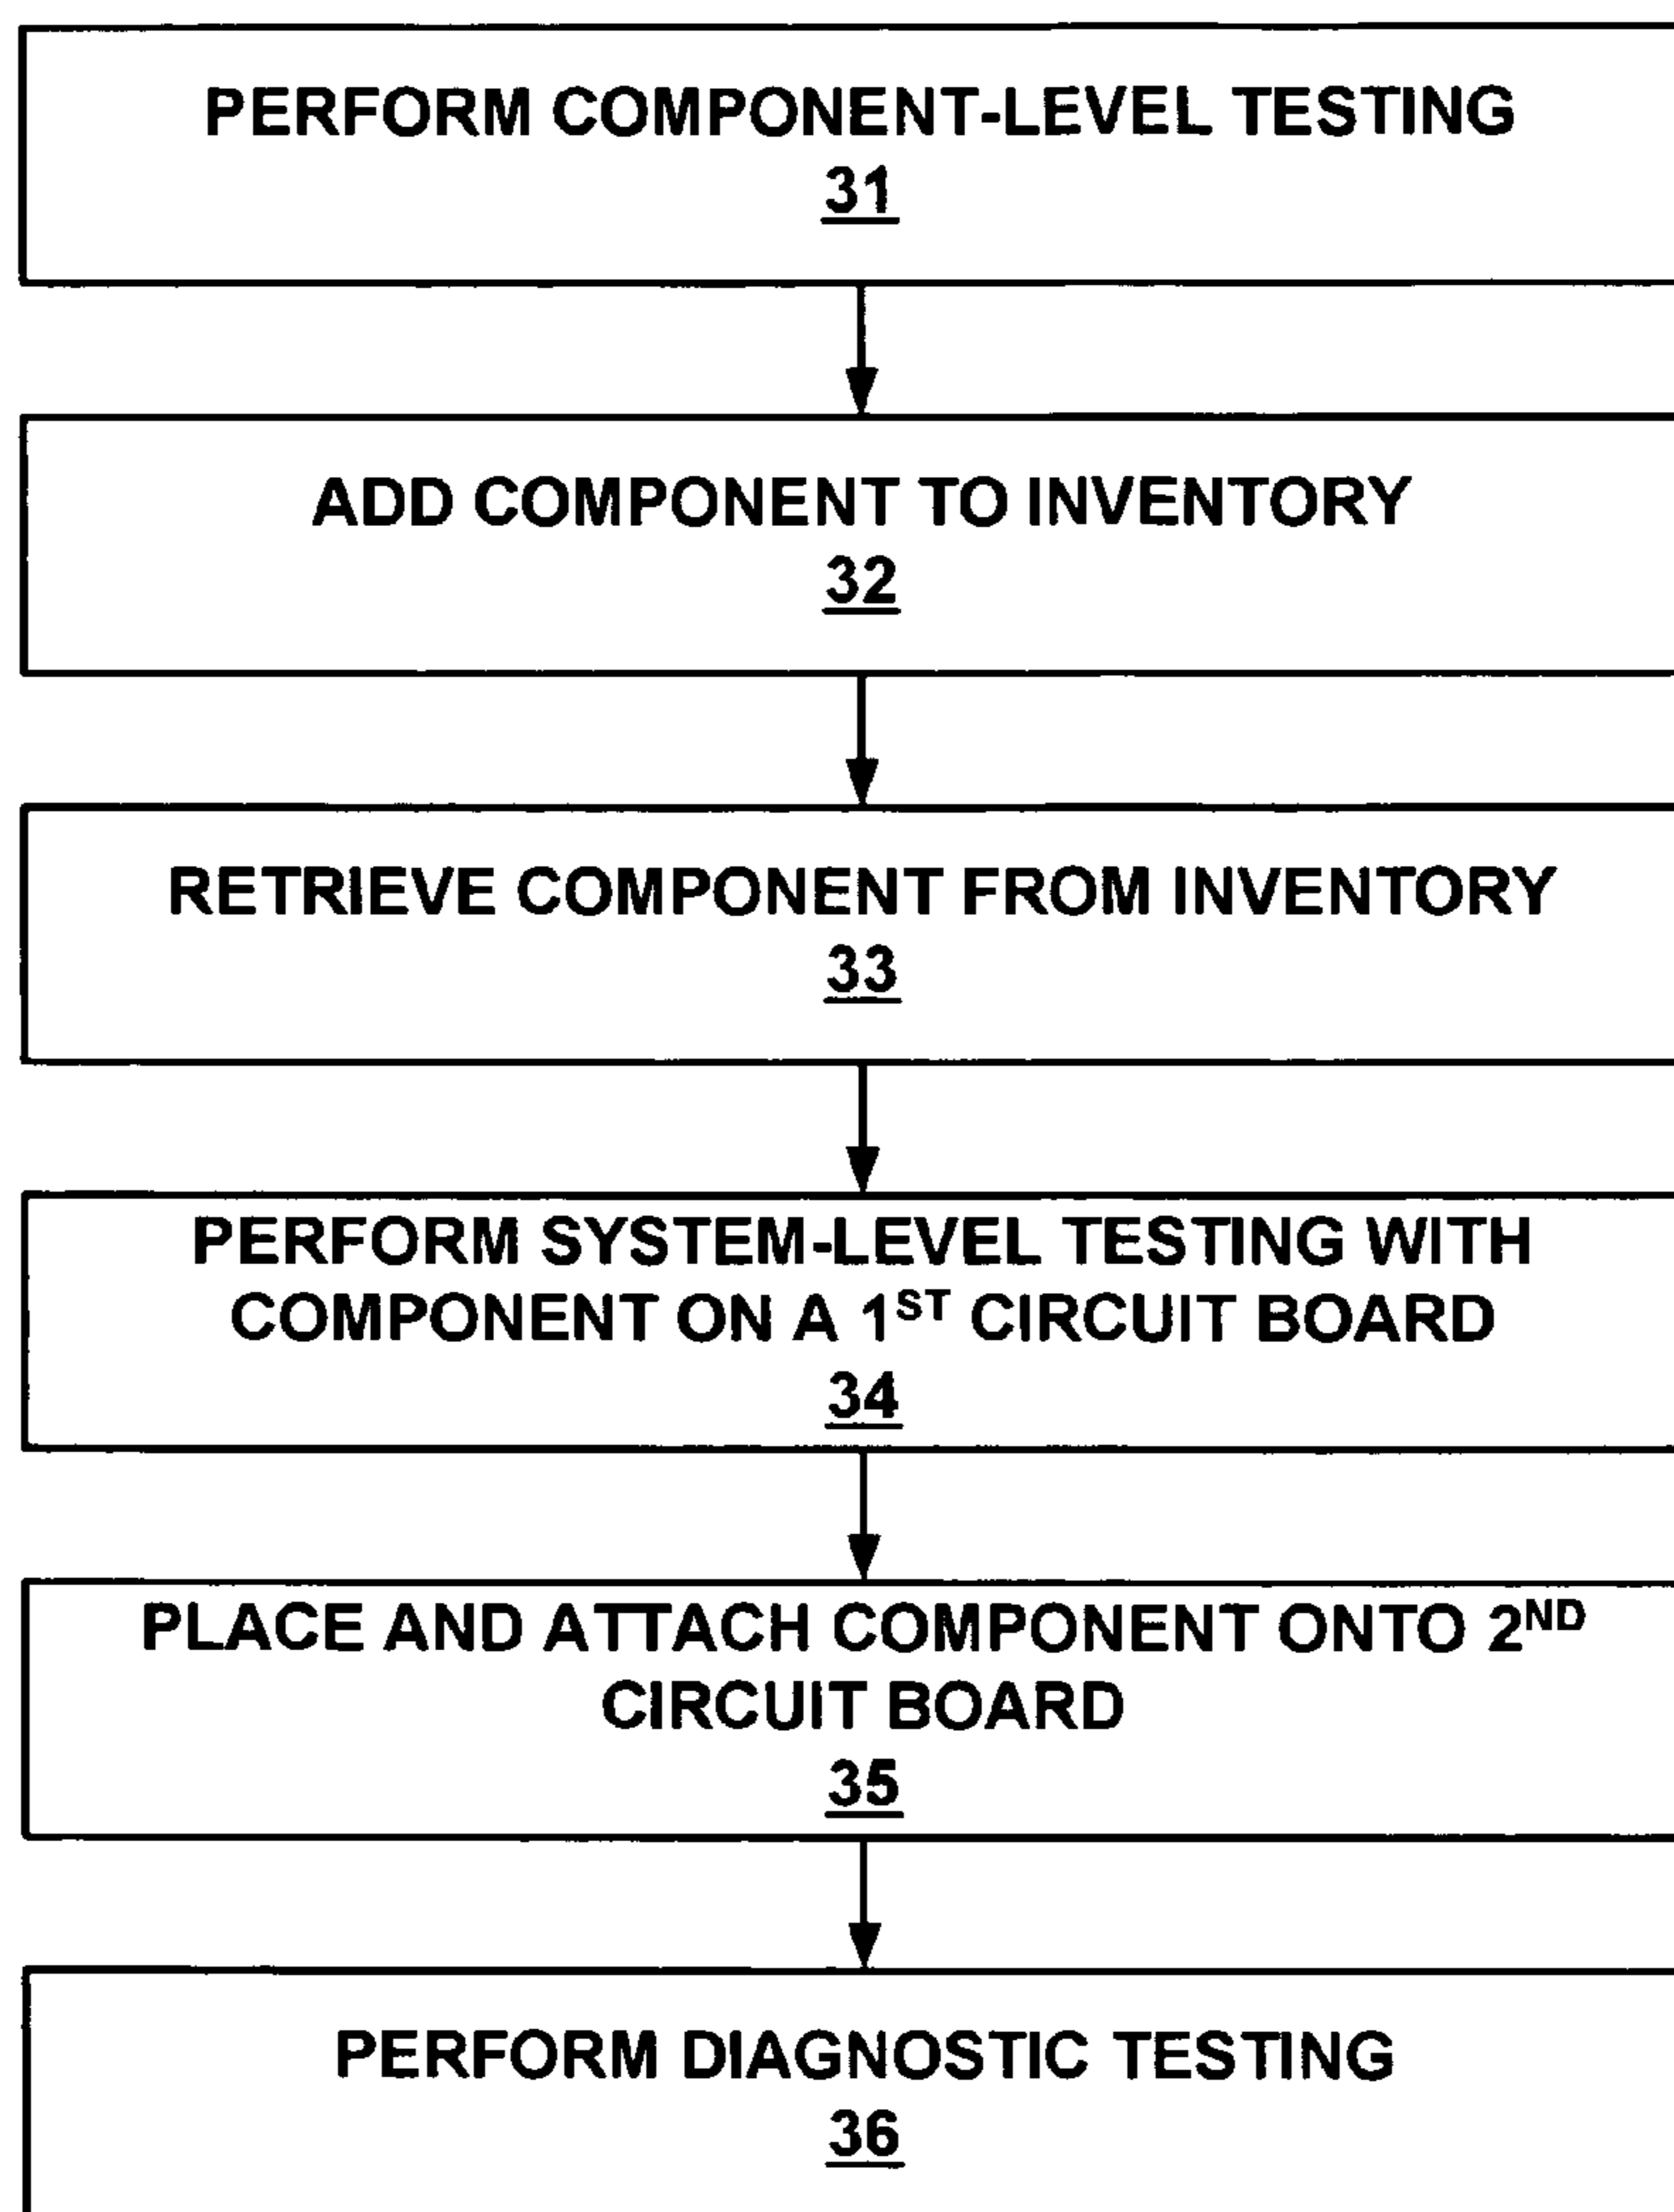 PERFORM COMPONENT-LEVEL TESTING
31
ADD COMPONENT TO INVENTORY
32
RETRIEVE COMPONENT FROM INVENTORY
33
PERFORM SYSTEM-LEVEL TESTING WITH
COMPONENT ON A 1ST CIRCUIT BOARD
34
PLACE AND ATTACH COMPONENT ONTO 2ND
CIRCUIT BOARD
35
PERFORM DIAGNOSTIC TESTING
36